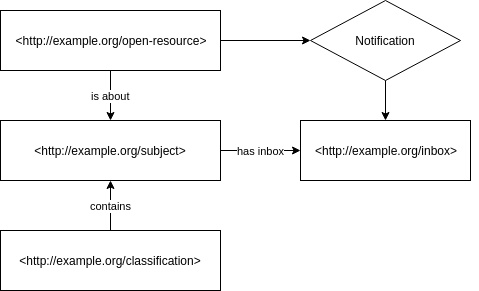 <http://example.org/open-resource>
Notification
is about
<http://example.org/subject>
has inbox
<http://example.org/inbox>
contains
<http://example.org/classification>